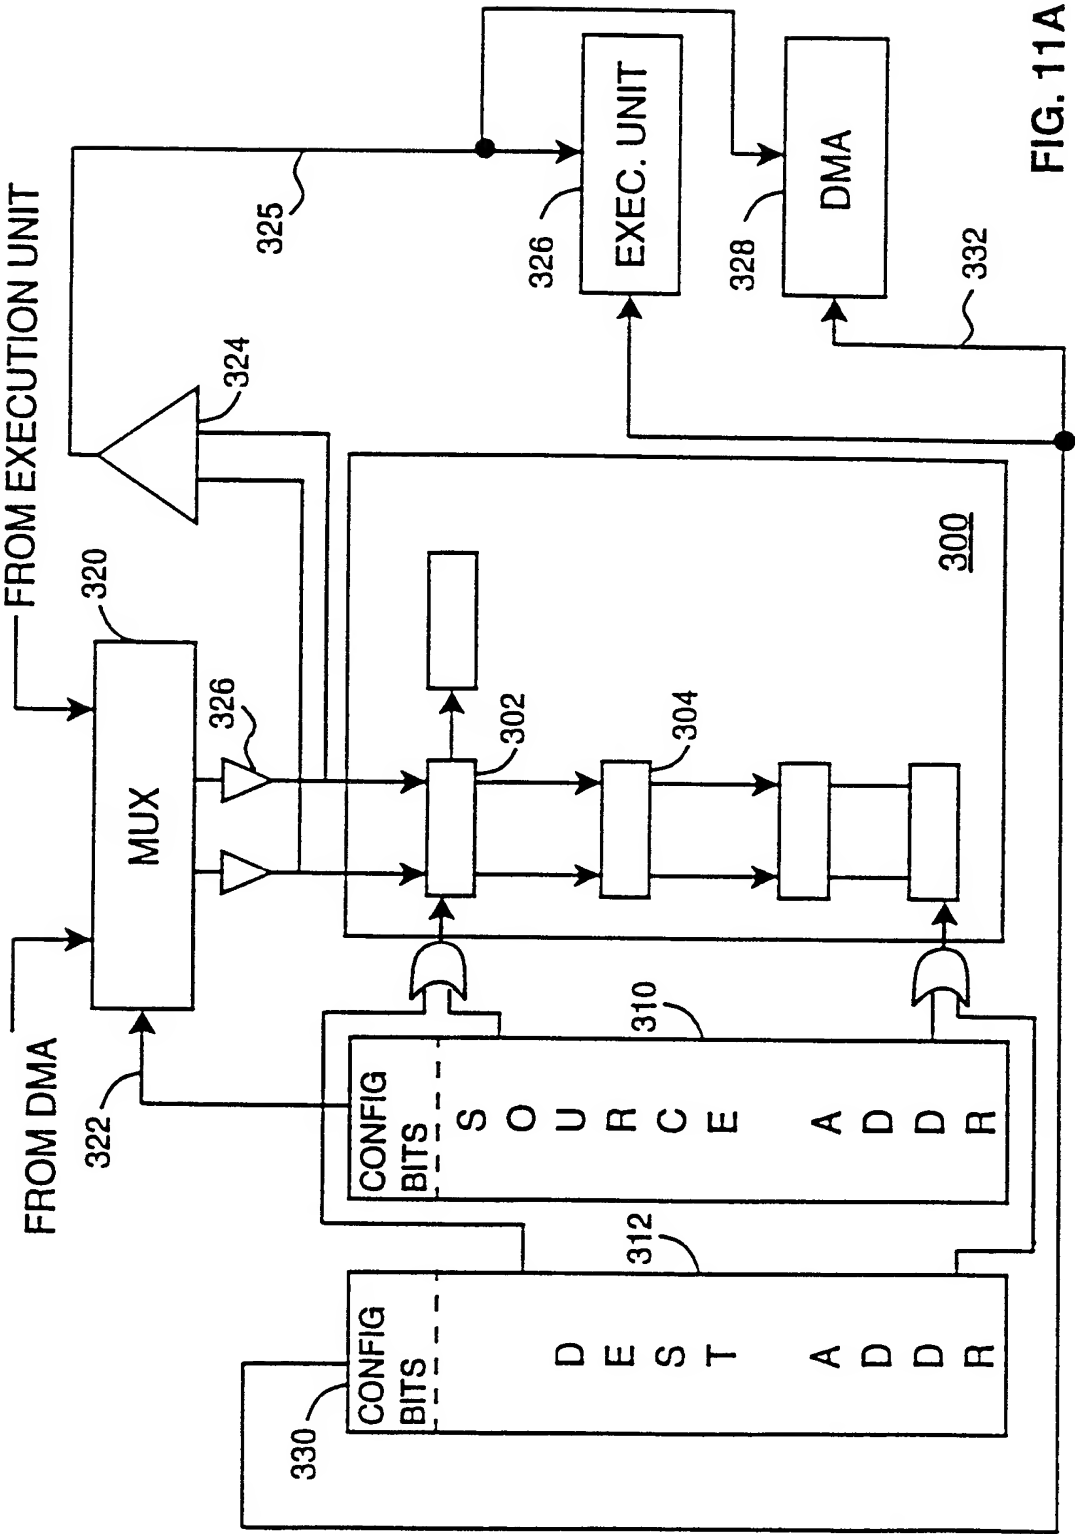 FROM DMA
FROM EXECUTION UNIT
322
MUX
320
326
324
325
330
CONFIG
BITS
DEST ADDR
312
CONFIG
BITS
SOURCE ADDR
310
302
304
300
326
EXEC. UNIT
328
DMA
332
FIG. 11A